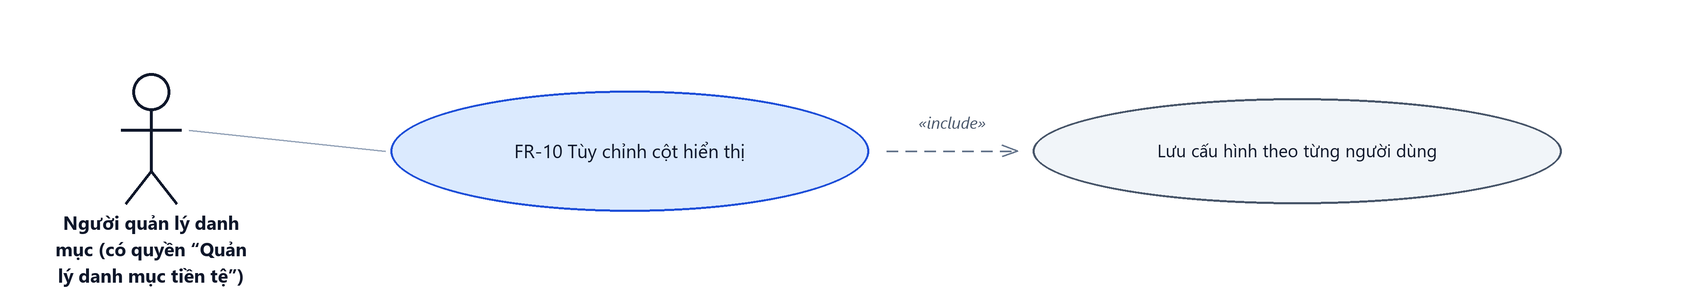 «include»
FR-10 Tùy chỉnh cột hiển thị
Lưu cấu hình theo từng người dùng
Người quản lý danh
mục (có quyền “Quản
lý danh mục tiền tệ”)